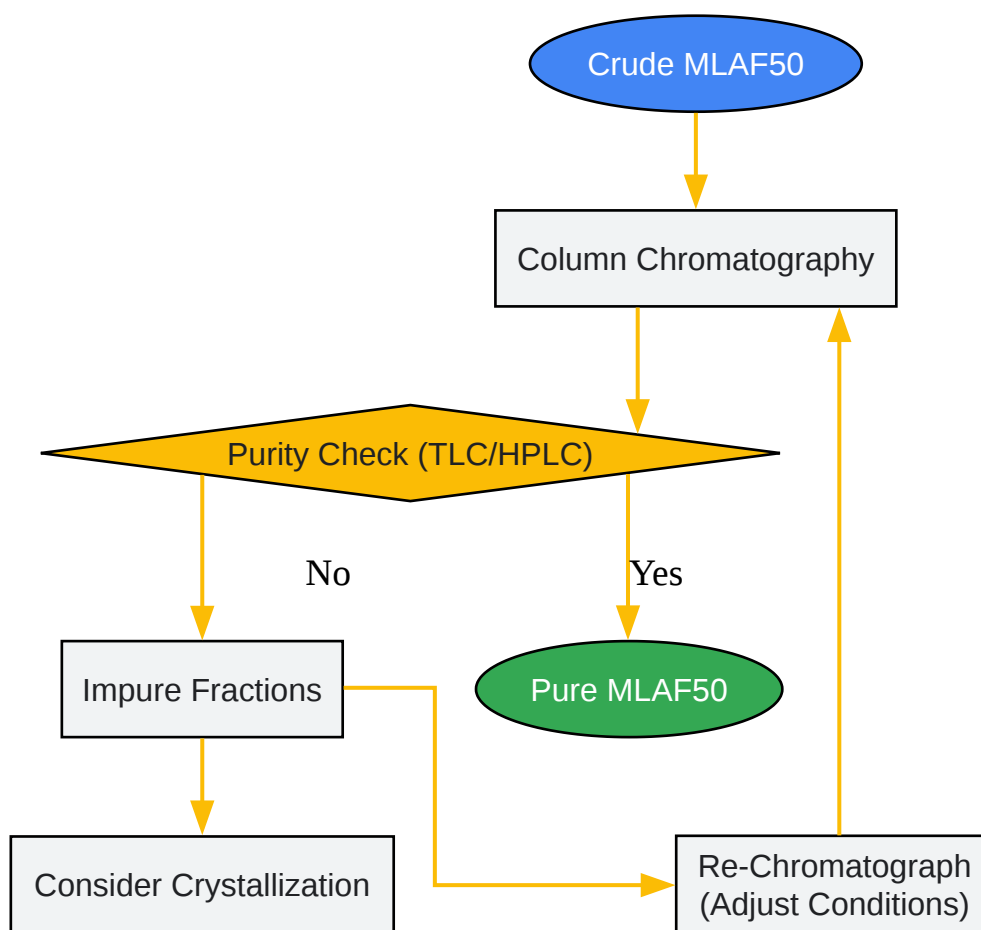 Crude MLAF50
Column Chromatography
Purity Check (TLC/HPLC)
No
Yes
Impure Fractions
Pure MLAF50
Consider Crystallization
Re-Chromatograph
(Adjust Conditions)